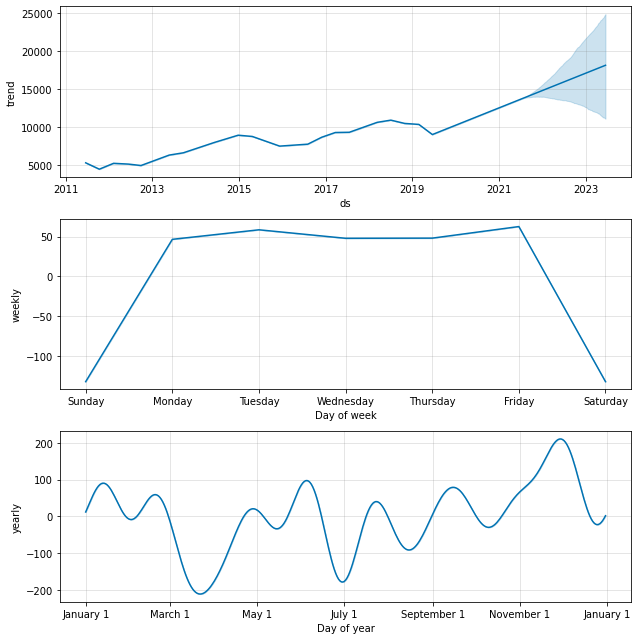 25000
20000
15000
10000
5000
trend
2011 2013 2015 2017 2019 2021 2023
ds
50
0
−50
−100
weekly
Sunday Monday Tuesday Wednesday Thursday Friday Saturday
Day of week
200
100
0
−100
−200
yearly
January 1 March 1 May 1 July 1 September 1 November 1 January 1
Day of year